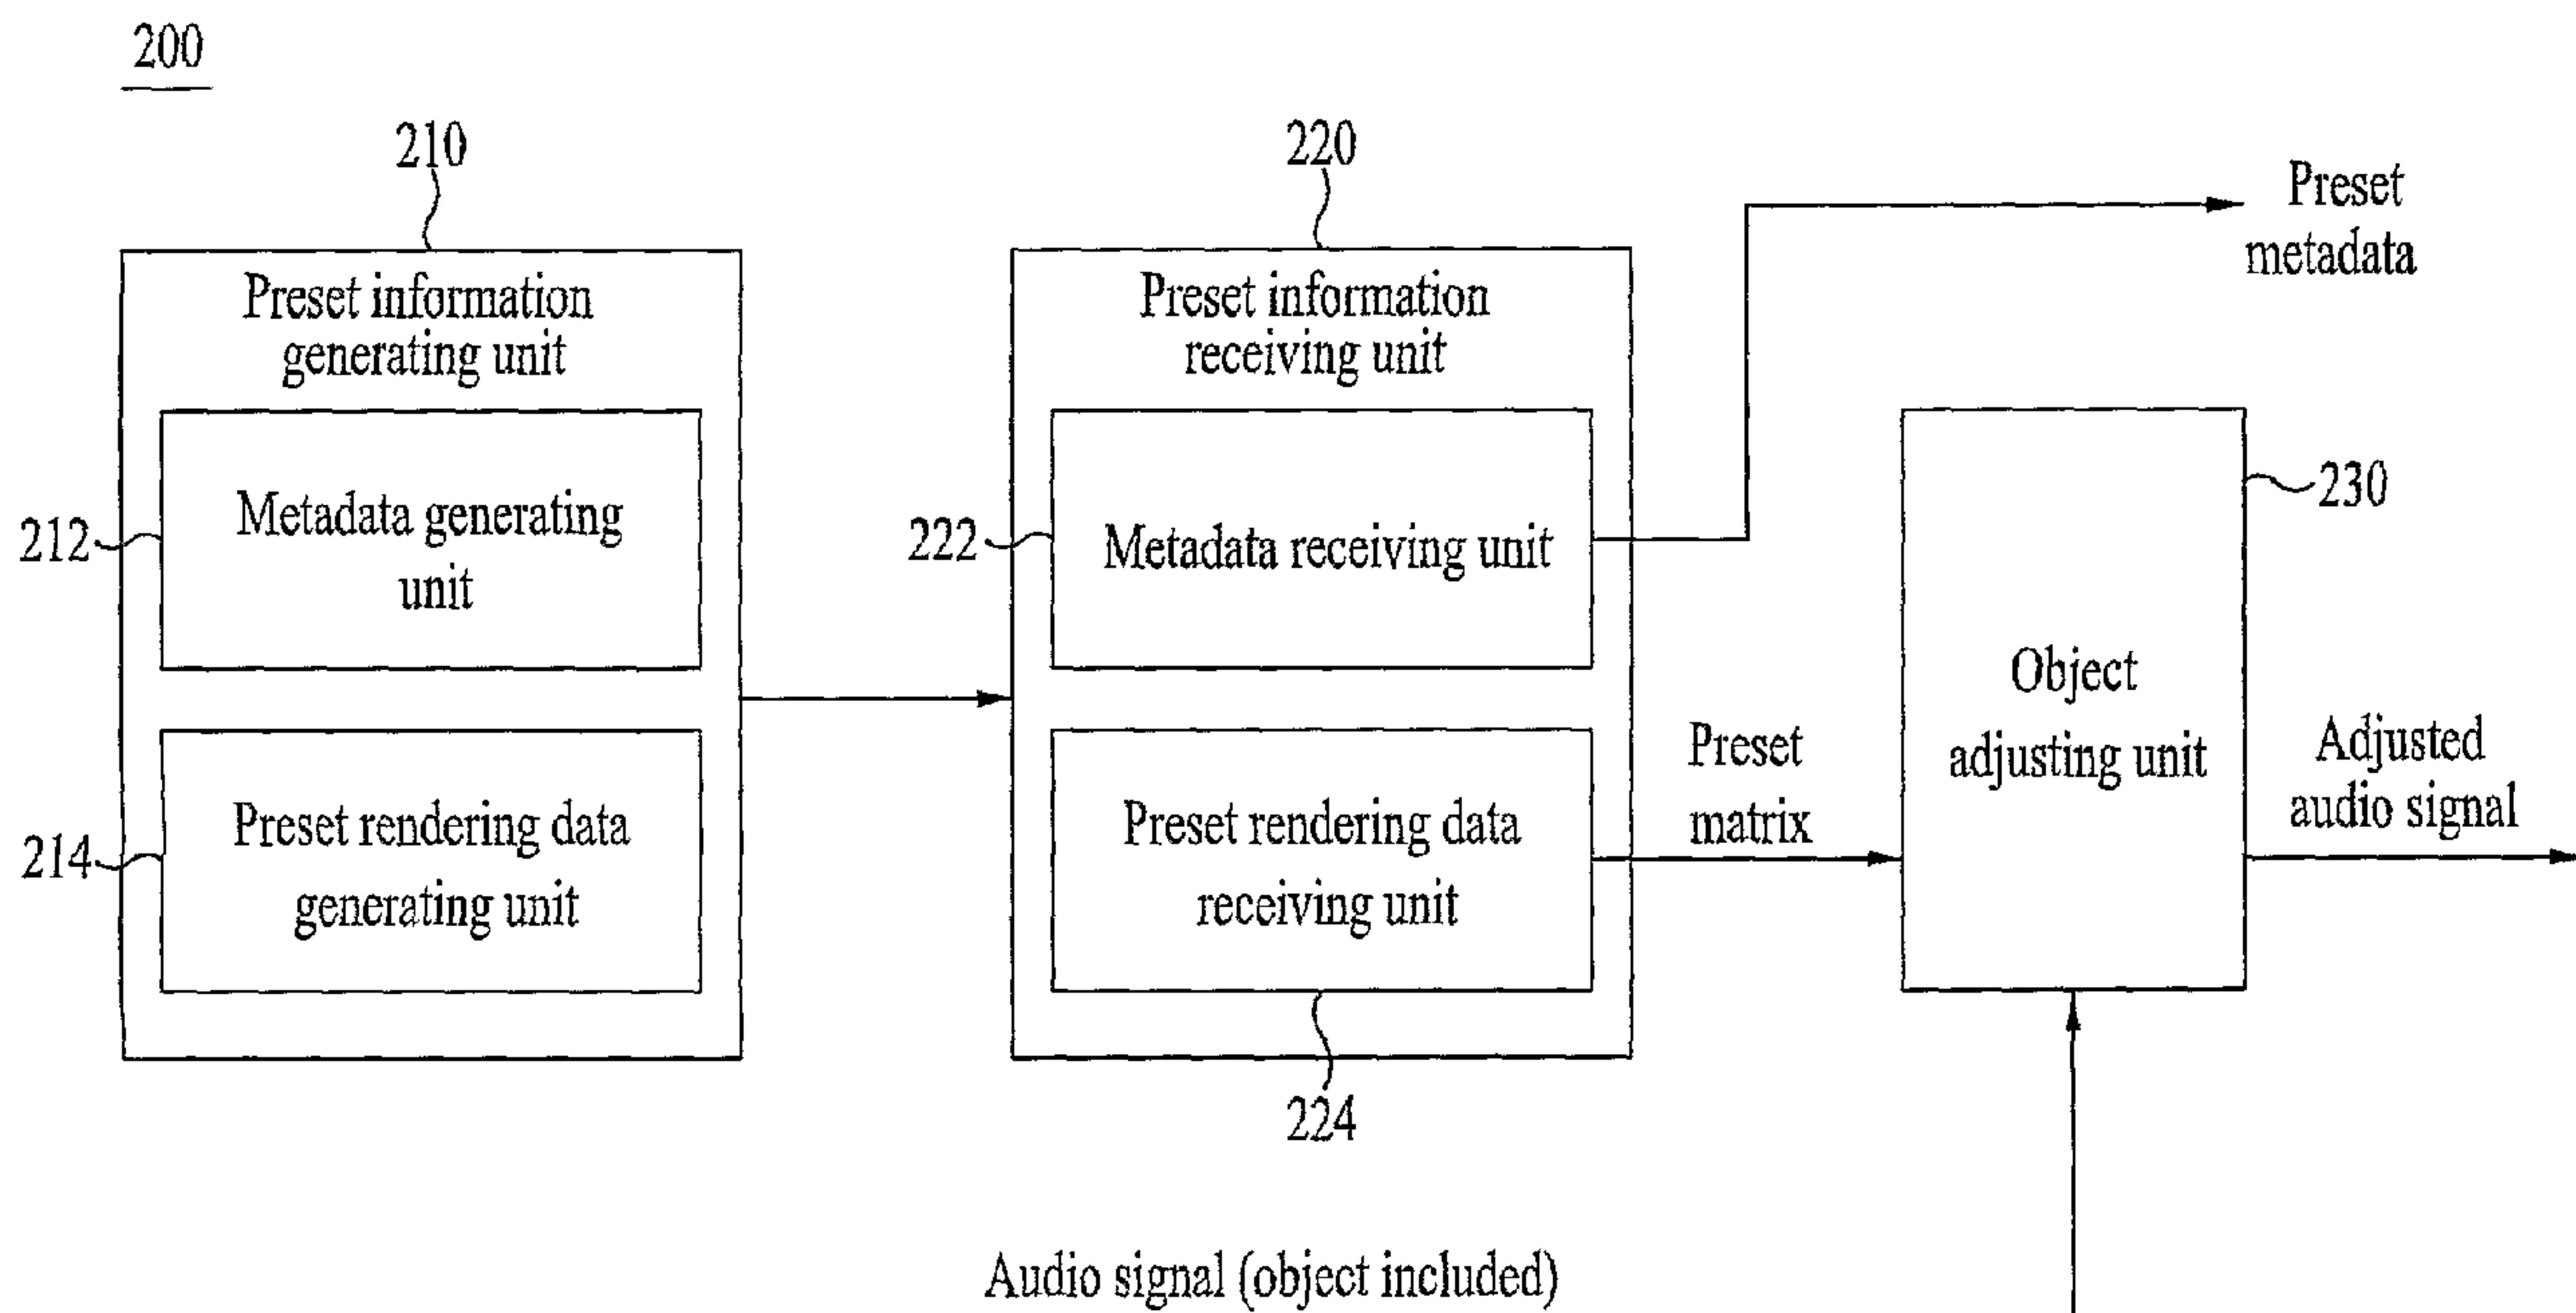 200
210
220
Preset
metadata
Preset information
generating unit
Preset information
receiving unit
212
Metadata generating
unit
222
Metadata receiving unit
230
Object
adjusting unit
214
Preset rendering data
generating unit
Preset rendering data
receiving unit
224
Preset
matrix
Adjusted
audio signal
Audio signal (object included)